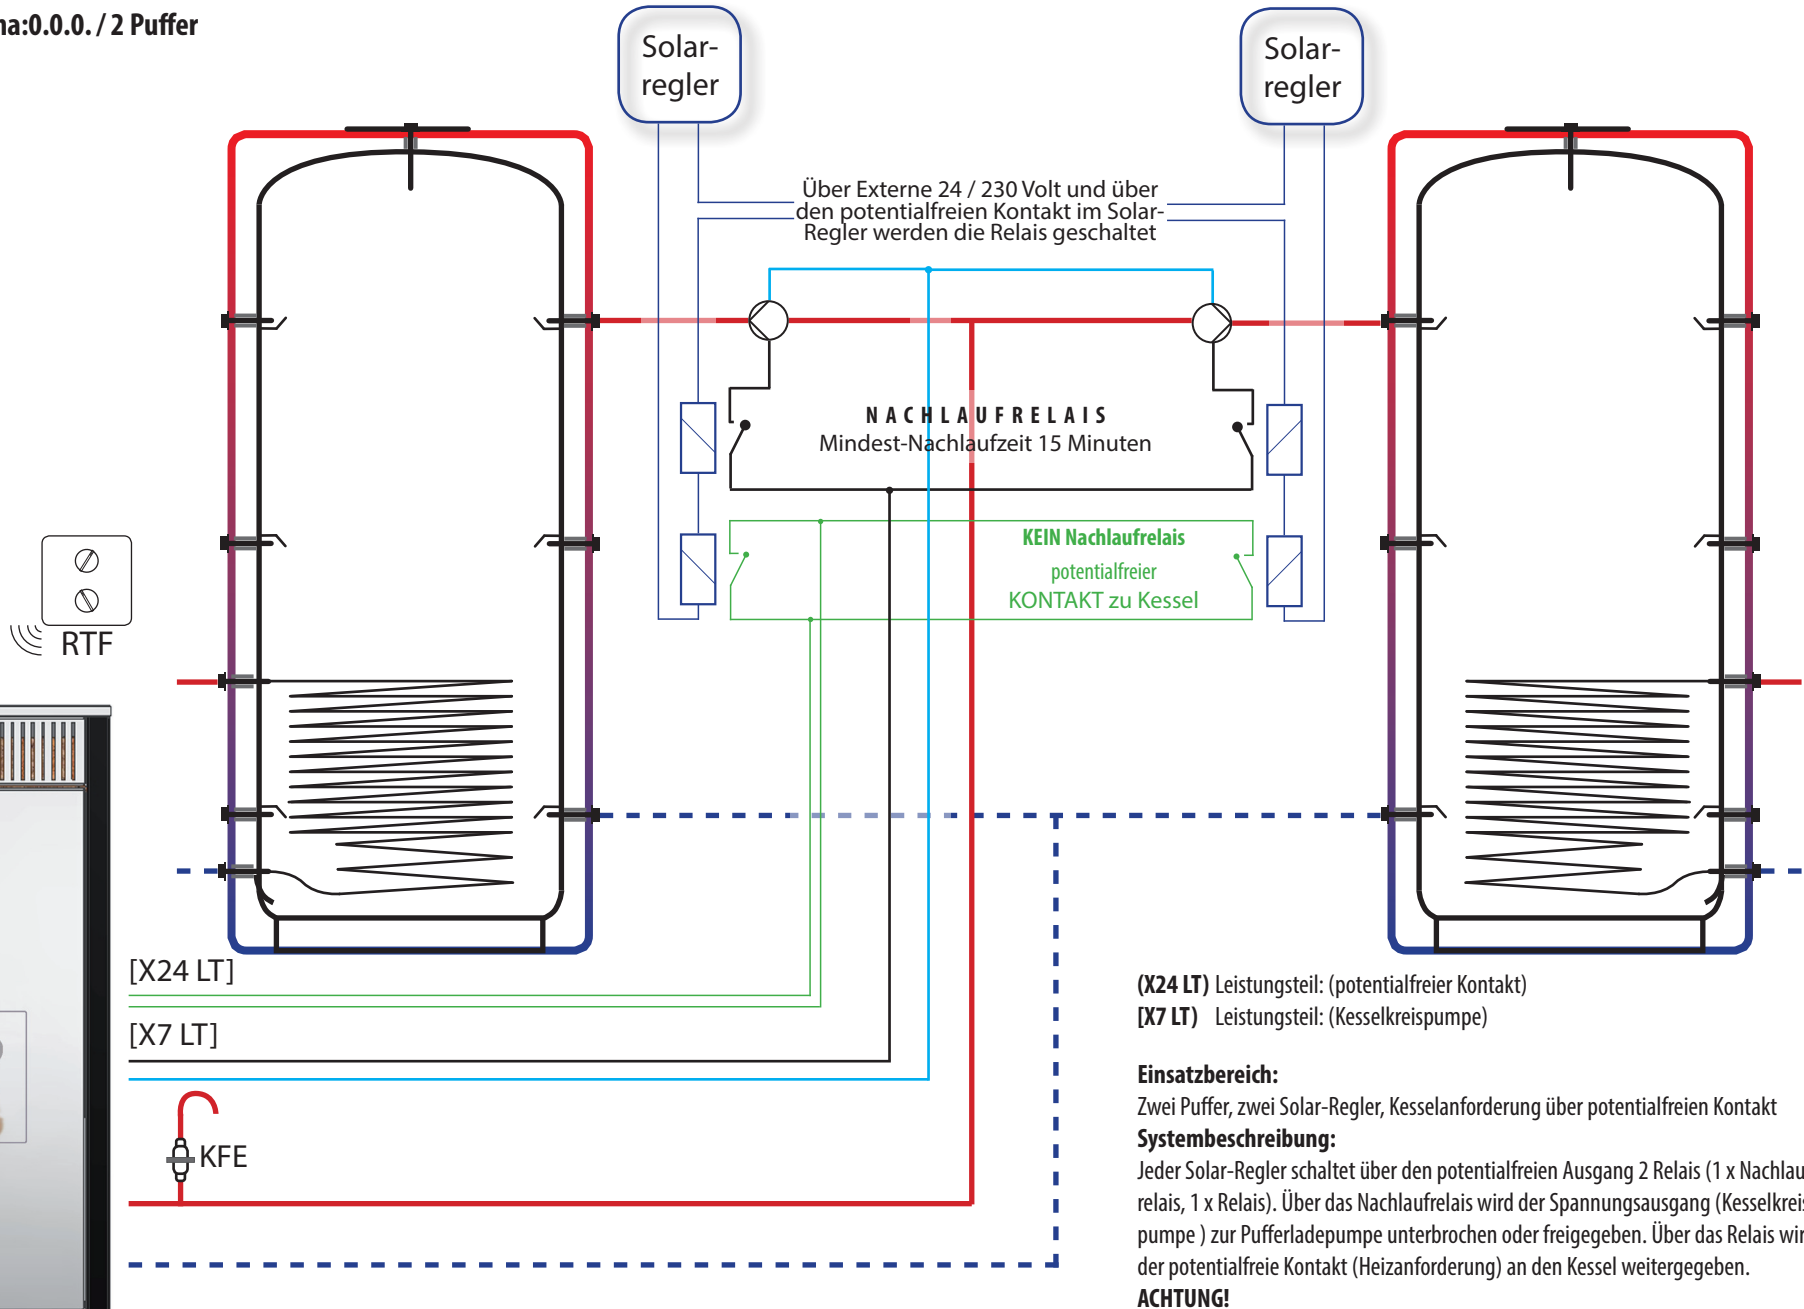 na:0.0.0. / 2 Puffer
Solar-
regler
Solar-
regler
Über Externe 24 / 230 Volt und über
den potentialfreien Kontakt im Solar-
Regler werden die Relais geschaltet
NACHLAUFRELAIS
Mindest-Nachlaufzeit 15 Minuten
KEIN Nachlaufrelais
potentialfreier
KONTAKT zu Kessel
RTF
[X24 LT]
[X7 LT]
KFE
(X24 LT) Leistungsteil: (potentialfreier Kontakt)
[X7 LT) Leistungsteil: (Kesselkreispumpe)
Einsatzbereich:
Zwei Puffer, zwei Solar-Regler, Kesselanforderung über potentialfreien Kontakt
Systembeschreibung:
Jeder Solar-Regler schaltet über den potentialfreien Ausgang 2 Relais (1 x Nachlau
relais, 1 x Relais). Über das Nachlaufrelais wird der Spannungsausgang (Kesselkreis
pumpe ) zur Pufferladepumpe unterbrochen oder freigegeben. Über das Relais wir
der potentialfreie Kontakt (Heizanforderung) an den Kessel weitergegeben.
ACHTUNG!